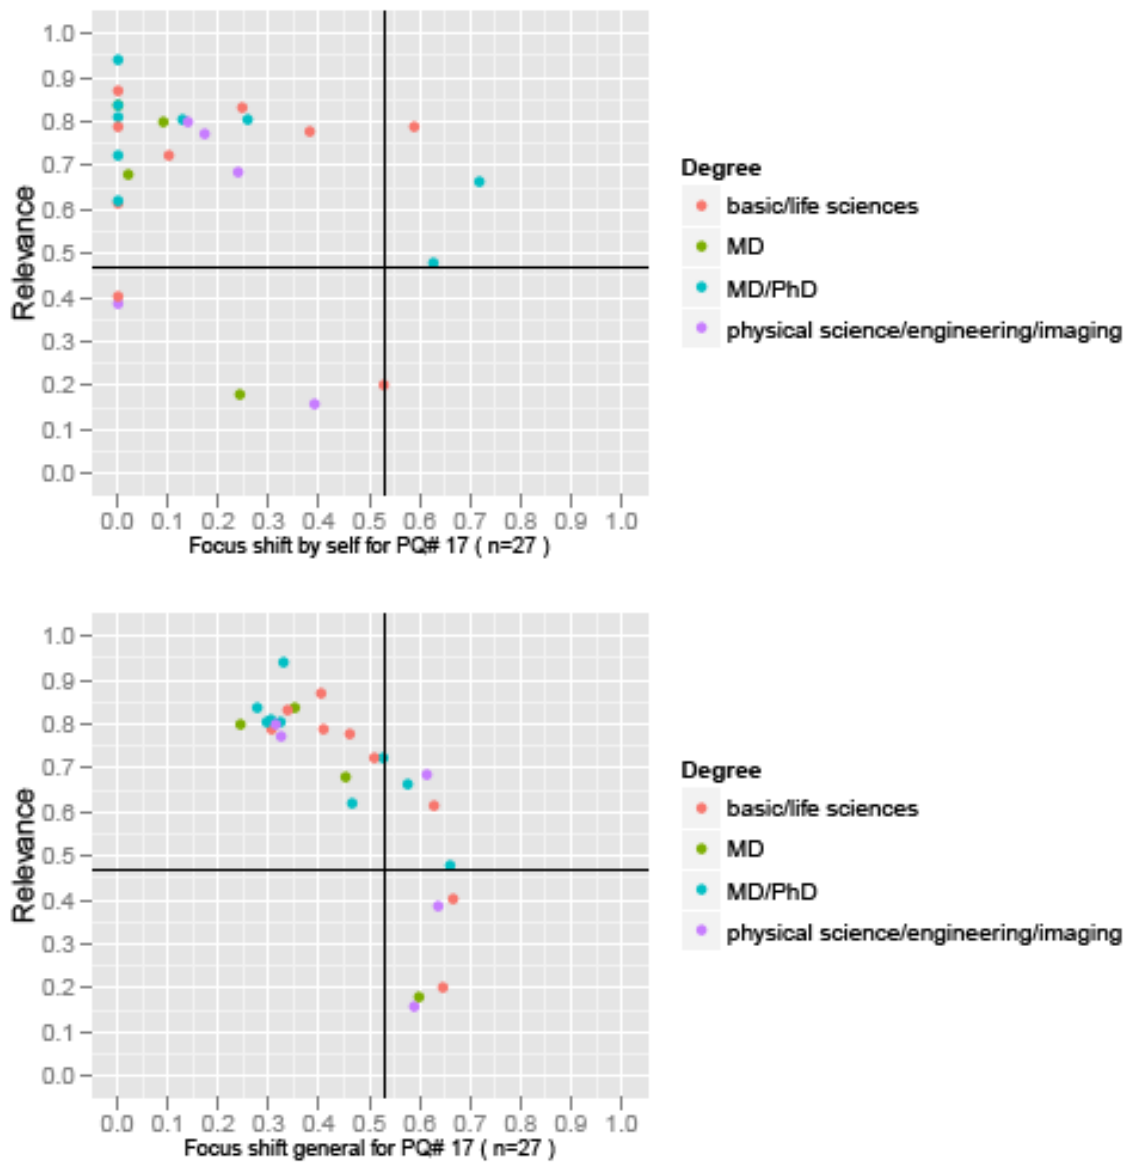 Relevance
1.0
0.9
0.8
0.7
0.6
0.5
0.4
0.3
0.2
0.1
0.0
0.0 0.1 0.2 0.3 0.4 0.5 0.6 0.7 0.8 0.9 1.0
Focus shift by self for PQ# 17 ( n=27 )
Degree
basic/life sciences
MD
MD/PhD
physical science/engineering/imaging
Relevance
1.0
0.9
0.8
0.7
0.6
0.5
0.4
0.3
0.2
0.1
0.0
0.0 0.1 0.2 0.3 0.4 0.5 0.6 0.7 0.8 0.9 1.0
Focus shift general for PQ# 17 ( n=27 )
Degree
basic/life sciences
MD
MD/PhD
physical science/engineering/imaging